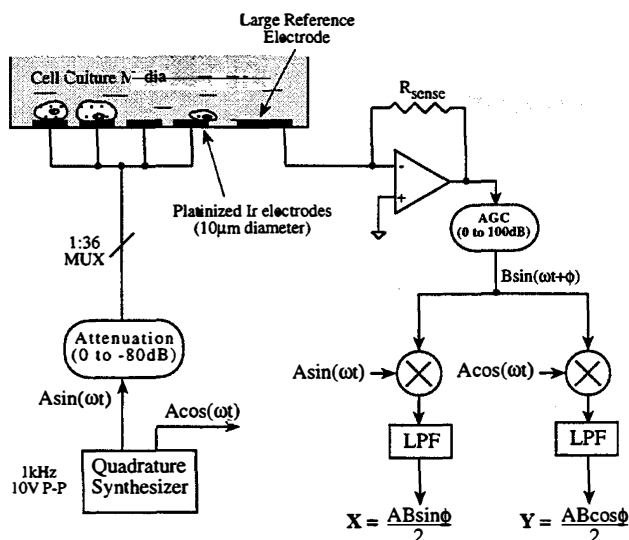 Large Reference
Electrode
Cell Culture M dia
Rsense
-
+
Platinized Ir electrodes
(10μm diameter)
AGC
(0 to 100dB)
1:36
MUX
Bsin(ωt+ϕ)
Attenuation
(0 to -80dB)
Asin(ωt)
Acos(ωt)
Asin(ωt)
Acos(ωt)
LPF
LPF
1kHz
10V P-P
Quadrature
Synthesizer
X = ABsinϕ/2
Y = ABcosϕ/2